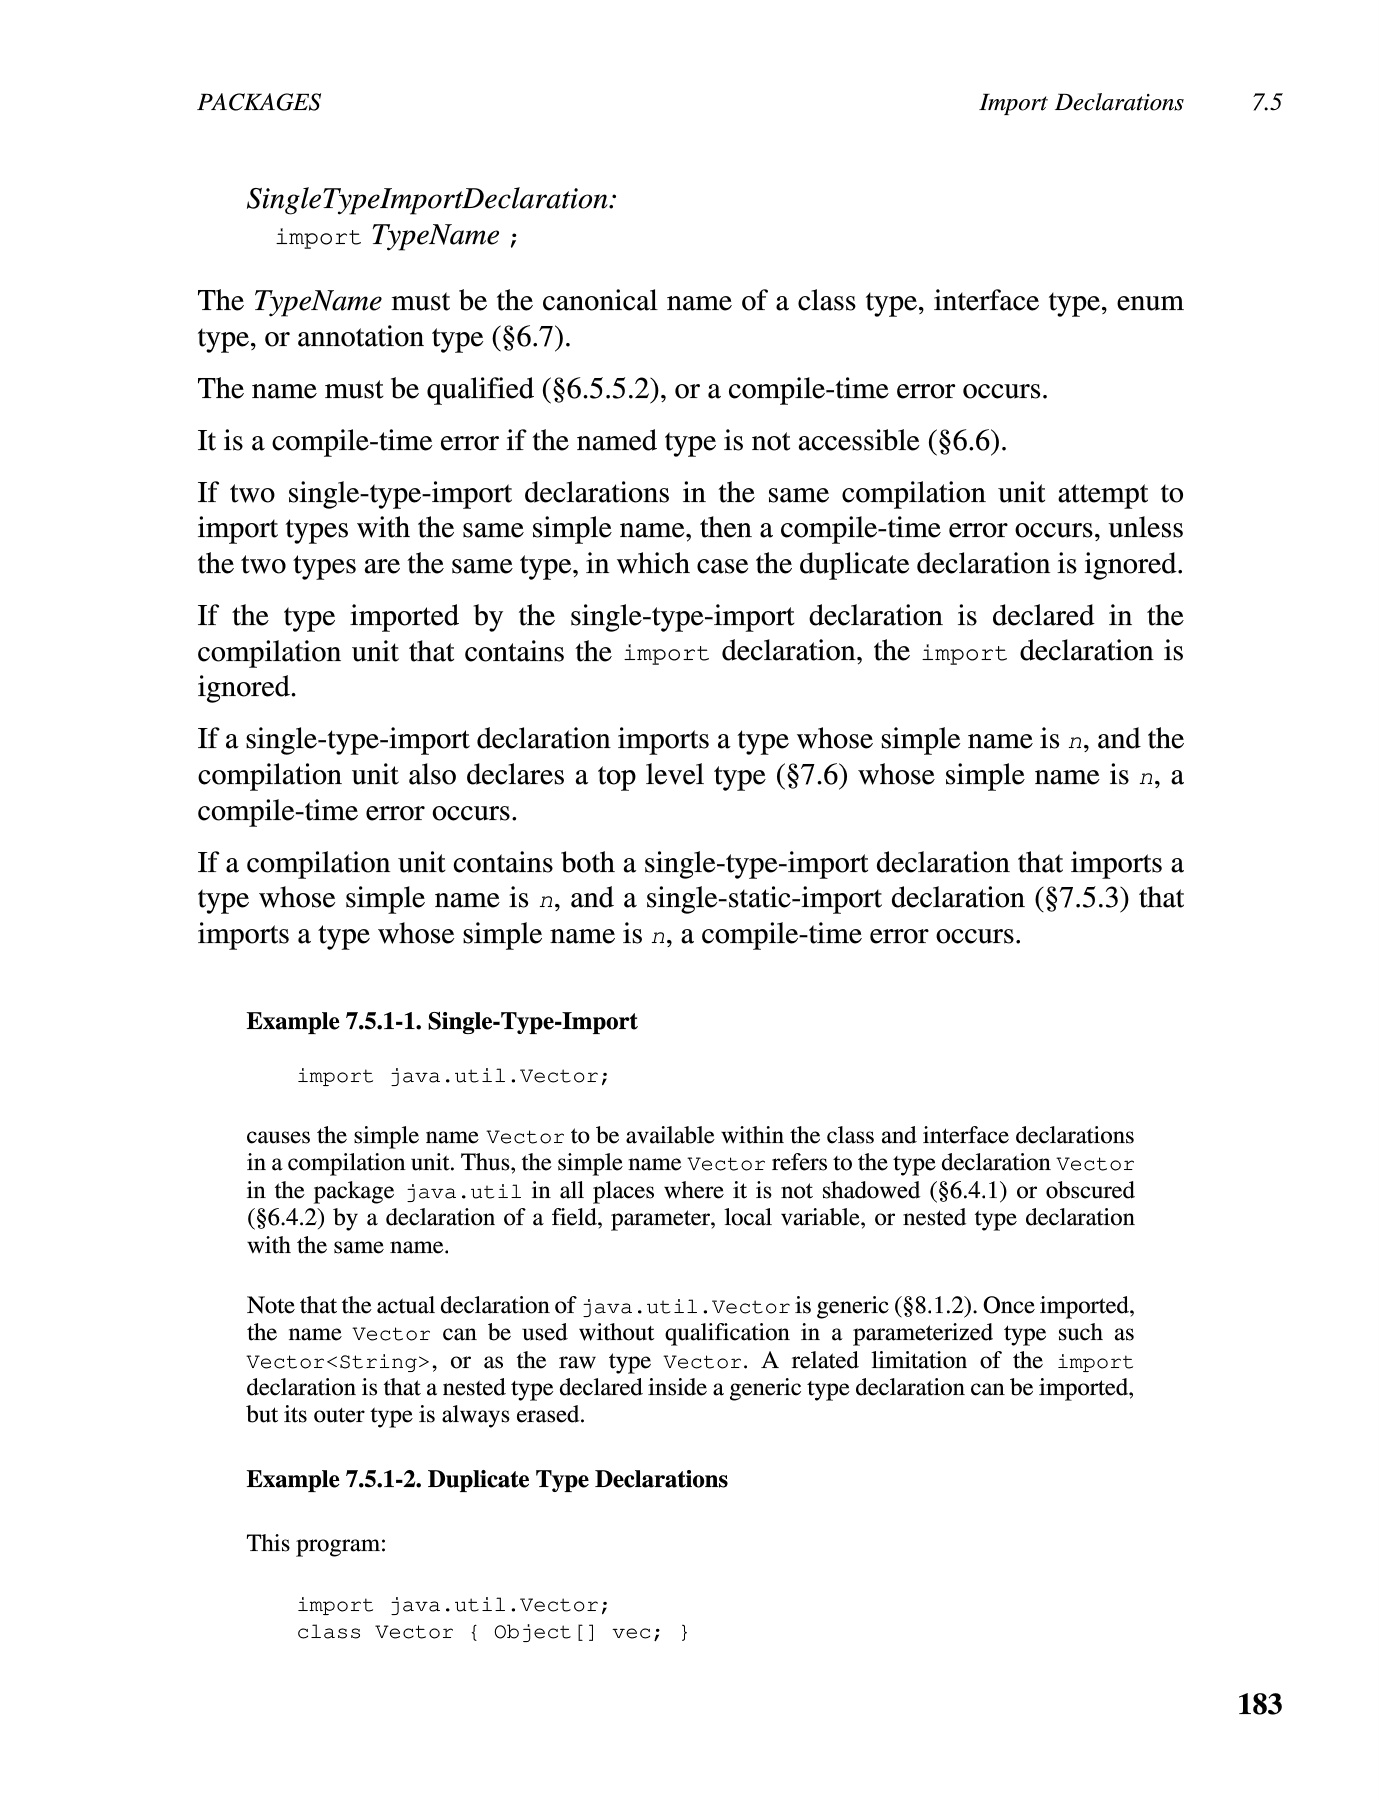 PACKAGES Import Declarations 7.5
SingleTypeImportDeclaration:
import TypeName ;
The TypeName must be the canonical name of a class type, interface type, enum
type, or annotation type (§6.7).
The name must be qualified (§6.5.5.2), or a compile-time error occurs.
It is a compile-time error if the named type is not accessible (§6.6).
If two single-type-import declarations in the same compilation unit attempt to
import types with the same simple name, then a compile-time error occurs, unless
the two types are the same type, in which case the duplicate declaration is ignored.
If the type imported by the single-type-import declaration is declared in the
compilation unit that contains the import declaration, the import declaration is
ignored.
If a single-type-import declaration imports a type whose simple name is n, and the
compilation unit also declares a top level type (§7.6) whose simple name is n, a
compile-time error occurs.
If a compilation unit contains both a single-type-import declaration that imports a
type whose simple name is n, and a single-static-import declaration (§7.5.3) that
imports a type whose simple name is n, a compile-time error occurs.
Example 7.5.1-1. Single-Type-Import
import java.util.Vector;
causes the simple name Vector to be available within the class and interface declarations
in a compilation unit. Thus, the simple name Vector refers to the type declaration Vector
in the package java.util in all places where it is not shadowed (§6.4.1) or obscured
(§6.4.2) by a declaration of a field, parameter, local variable, or nested type declaration
with the same name.
Note that the actual declaration of java.util.Vector is generic (§8.1.2). Once imported,
the name Vector can be used without qualification in a parameterized type such as
Vector<String>, or as the raw type Vector. A related limitation of the import
declaration is that a nested type declared inside a generic type declaration can be imported,
but its outer type is always erased.
Example 7.5.1-2. Duplicate Type Declarations
This program:
import java.util.Vector;
class Vector { Object[] vec; }
183